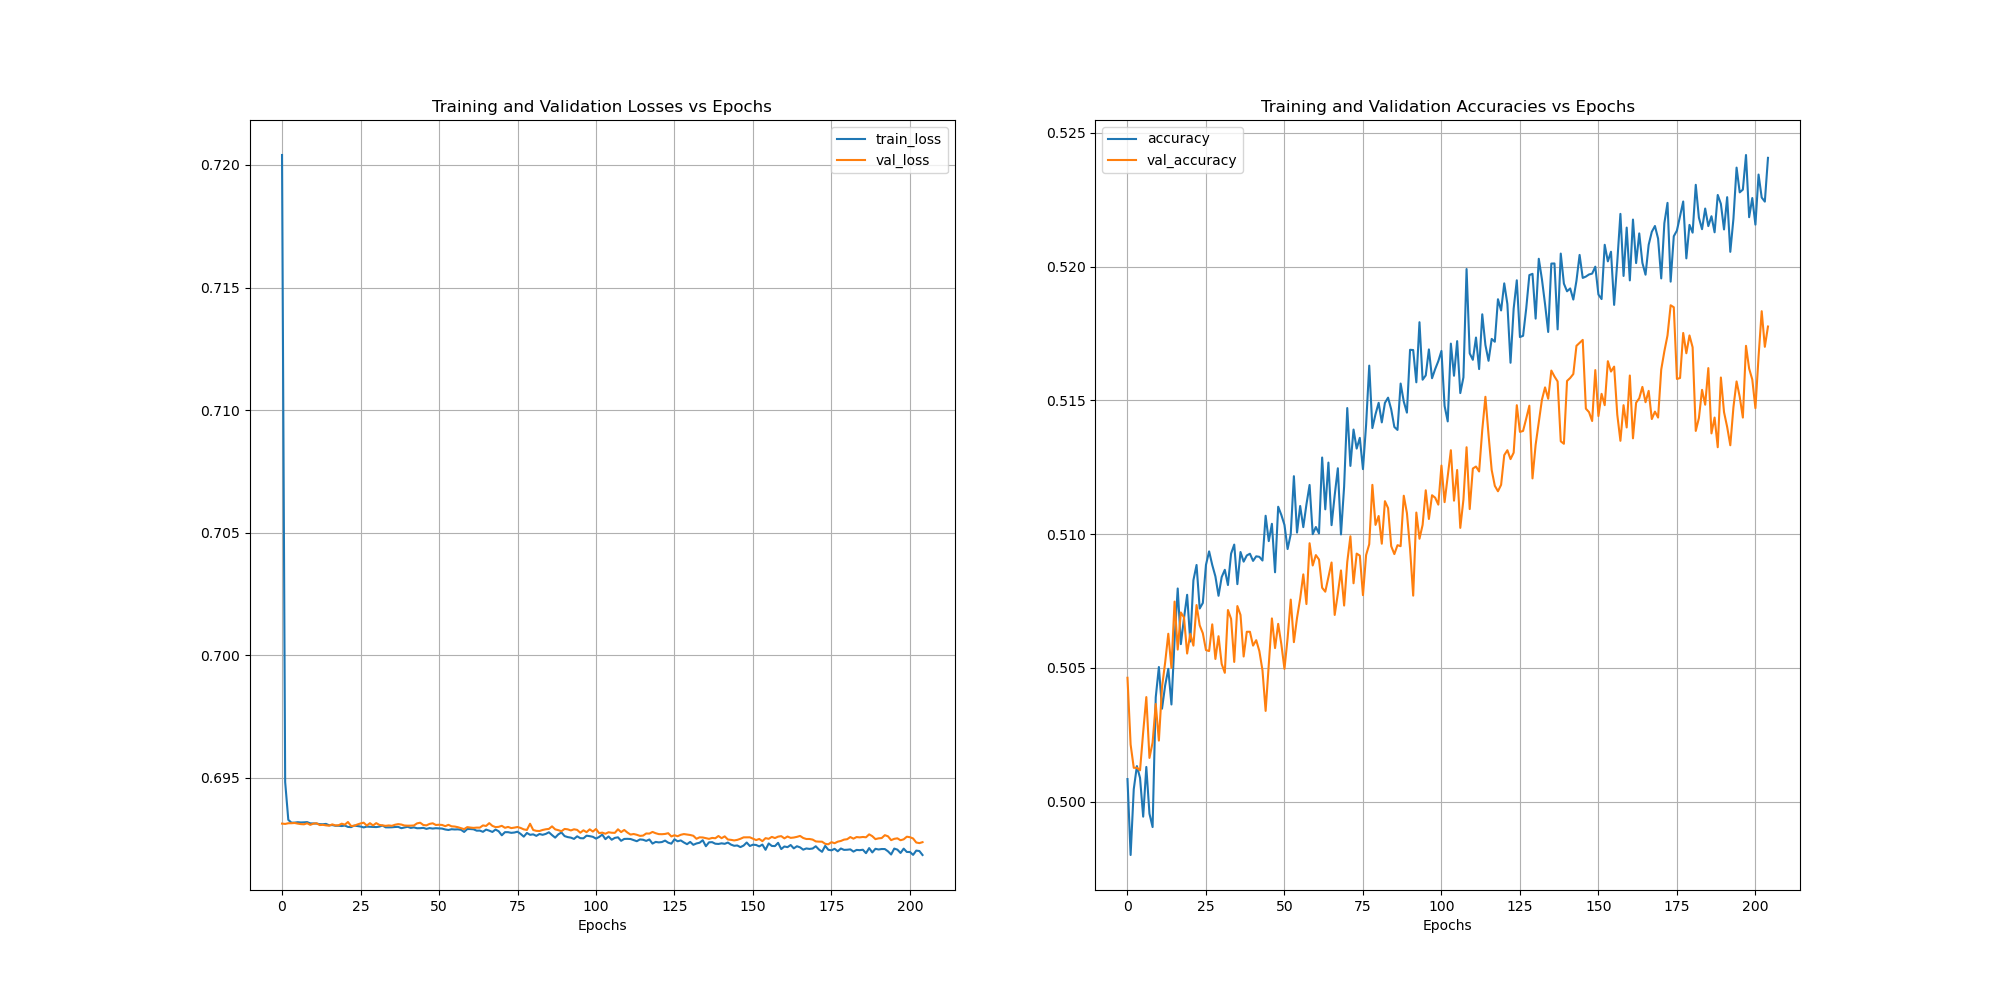 Training and Validation Losses vs Epochs
train_loss
val_loss
0.720
0.715
0.710
0.705
0.700
0.695
0 25 50 75 100 125 150 175 200
Epochs
Training and Validation Accuracies vs Epochs
accuracy
val_accuracy
0.525
0.520
0.515
0.510
0.505
0.500
0 25 50 75 100 125 150 175 200
Epochs